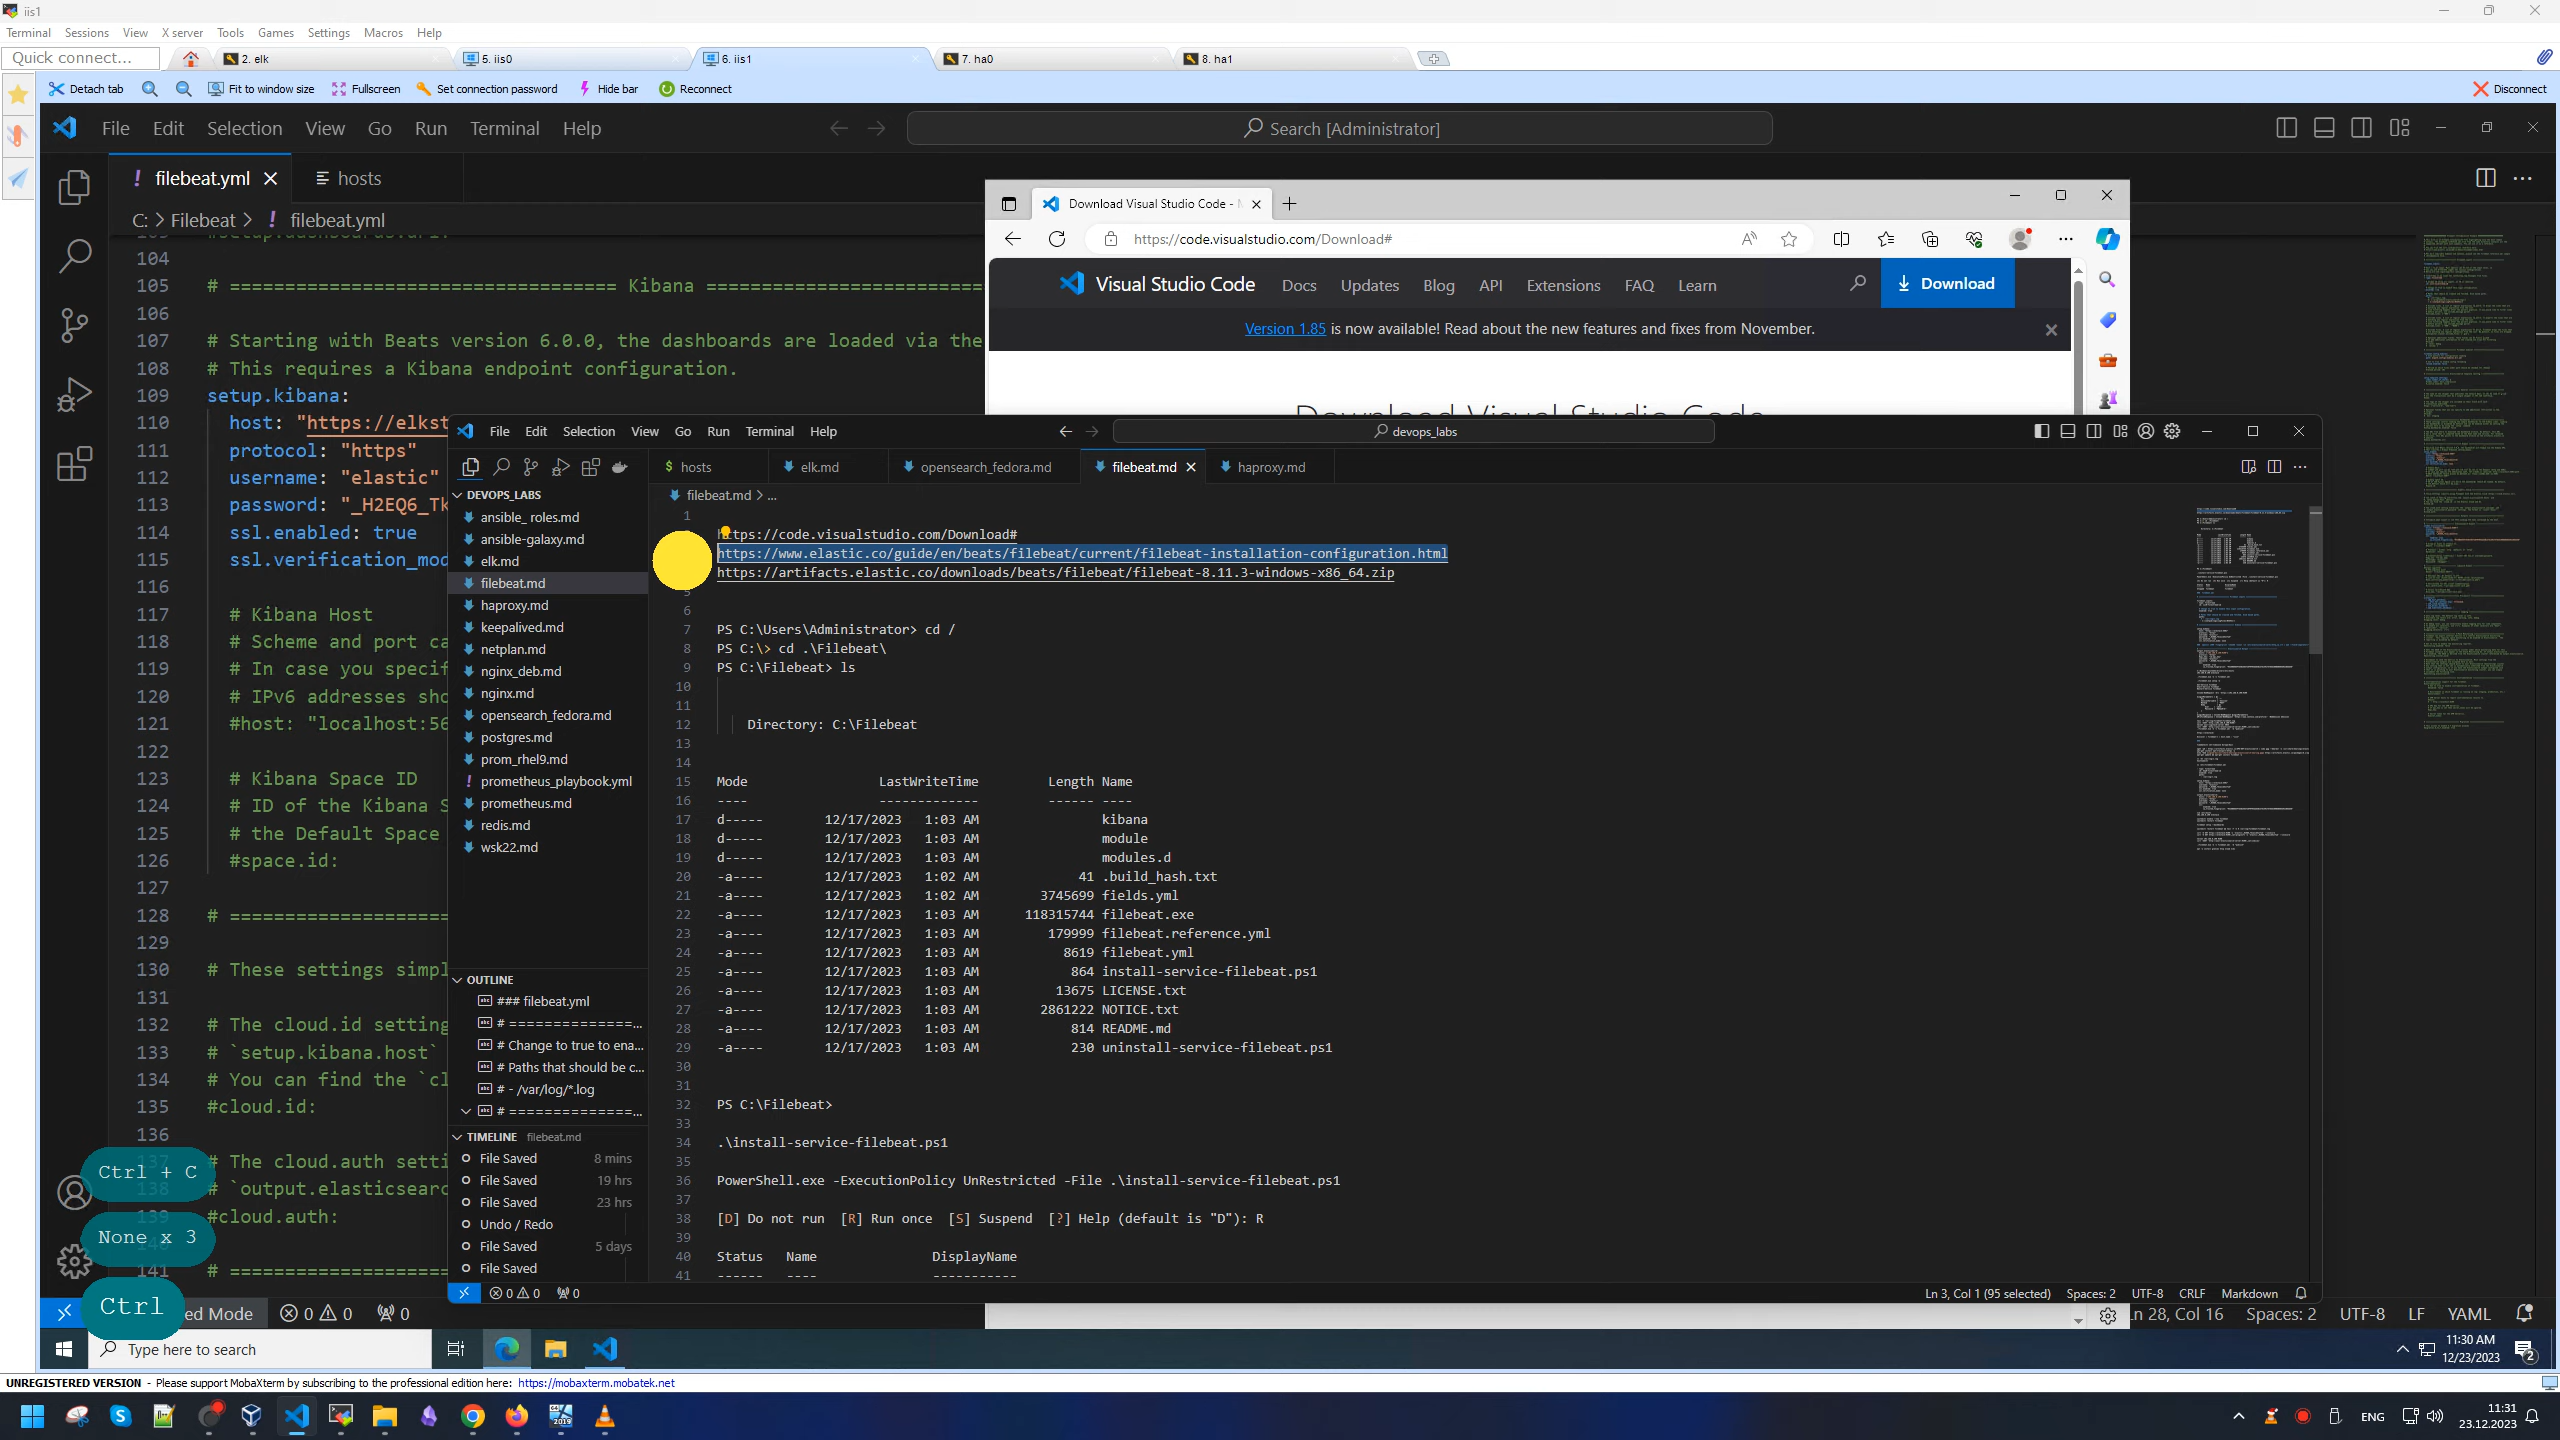 iis1
Terminal Sessions View X server Tools Games Settings Macros Help
Quick connect... 2. elk 5. iis0 6. iis1 7. ha0 8. ha1
Detach tab Fit to window size Fullscreen Set connection password Hide bar Reconnect Disconnect
File Edit Selection View Go Run Terminal Help Search [Administrator]
! filebeat.yml hosts
C: > Filebeat > ! filebeat.yml
104
105 # =================================== Kibana =========================
106
107 # Starting with Beats version 6.0.0, the dashboards are loaded via the
108 # This requires a Kibana endpoint configuration.
109 setup.kibana:
110 host: "https://elkst
111 protocol: "https"
112 username: "elastic"
113 password: "_H2EQ6_Tk
114 ssl.enabled: true
115 ssl.verification_mod
116
117 # Kibana Host
118 # Scheme and port ca
119 # In case you specif
120 # IPv6 addresses sho
121 #host: "localhost:56
122
123 # Kibana Space ID
124 # ID of the Kibana S
125 # the Default Space
126 #space.id:
127
128 # ====================
129
130 # These settings simpl
131
132 # The cloud.id setting
133 # `setup.kibana.host`
134 # You can find the `cl
135 #cloud.id:
136
# The cloud.auth setti
# `output.elasticsearc
#cloud.auth:
141 # ====================
Ctrl + C
None x 3
Ctrl
ed Mode 0 0 0
Download Visual Studio Code - M
https://code.visualstudio.com/Download#
Visual Studio Code Docs Updates Blog API Extensions FAQ Learn Download
Version 1.85 is now available! Read about the new features and fixes from November.
Download Visual Studio Code
File Edit Selection View Go Run Terminal Help devops_labs
$ hosts elk.md opensearch_fedora.md filebeat.md haproxy.md
DEVOPS_LABS
ansible_ roles.md
ansible-galaxy.md
elk.md
filebeat.md
haproxy.md
keepalived.md
netplan.md
nginx_deb.md
nginx.md
opensearch_fedora.md
postgres.md
prom_rhel9.md
! prometheus_playbook.yml
prometheus.md
redis.md
wsk22.md
OUTLINE
### filebeat.yml
# ==============...
# Change to true to ena...
# Paths that should be c...
# - /var/log/*.log
# ==============...
TIMELINE filebeat.md
File Saved 8 mins
File Saved 19 hrs
File Saved 23 hrs
Undo / Redo
File Saved 5 days
File Saved
filebeat.md > ...
1
https://code.visualstudio.com/Download#
https://www.elastic.co/guide/en/beats/filebeat/current/filebeat-installation-configuration.html
https://artifacts.elastic.co/downloads/beats/filebeat/filebeat-8.11.3-windows-x86_64.zip
5
6
7 PS C:\Users\Administrator> cd /
8 PS C:\> cd .\Filebeat\
9 PS C:\Filebeat> ls
10
11
12 Directory: C:\Filebeat
13
14
15 Mode LastWriteTime Length Name
16 ---- ------------- ------ ----
17 d----- 12/17/2023 1:03 AM kibana
18 d----- 12/17/2023 1:03 AM module
19 d----- 12/17/2023 1:03 AM modules.d
20 -a---- 12/17/2023 1:02 AM 41 .build_hash.txt
21 -a---- 12/17/2023 1:02 AM 3745699 fields.yml
22 -a---- 12/17/2023 1:03 AM 118315744 filebeat.exe
23 -a---- 12/17/2023 1:03 AM 179999 filebeat.reference.yml
24 -a---- 12/17/2023 1:03 AM 8619 filebeat.yml
25 -a---- 12/17/2023 1:03 AM 864 install-service-filebeat.ps1
26 -a---- 12/17/2023 1:03 AM 13675 LICENSE.txt
27 -a---- 12/17/2023 1:03 AM 2861222 NOTICE.txt
28 -a---- 12/17/2023 1:03 AM 814 README.md
29 -a---- 12/17/2023 1:03 AM 230 uninstall-service-filebeat.ps1
30
31
32 PS C:\Filebeat>
33
34 .\install-service-filebeat.ps1
35
36 PowerShell.exe -ExecutionPolicy UnRestricted -File .\install-service-filebeat.ps1
37
38 [D] Do not run [R] Run once [S] Suspend [?] Help (default is "D"): R
39
40 Status Name DisplayName
41 ------ ---- -----------
0 0 0 Ln 3, Col 1 (95 selected) Spaces: 2 UTF-8 CRLF Markdown
Ln 28, Col 16 Spaces: 2 UTF-8 LF YAML
Type here to search
11:30 AM
12/23/2023
2
UNREGISTERED VERSION - Please support MobaXterm by subscribing to the professional edition here: https://mobaxterm.mobatek.net
ENG
11:31
23.12.2023